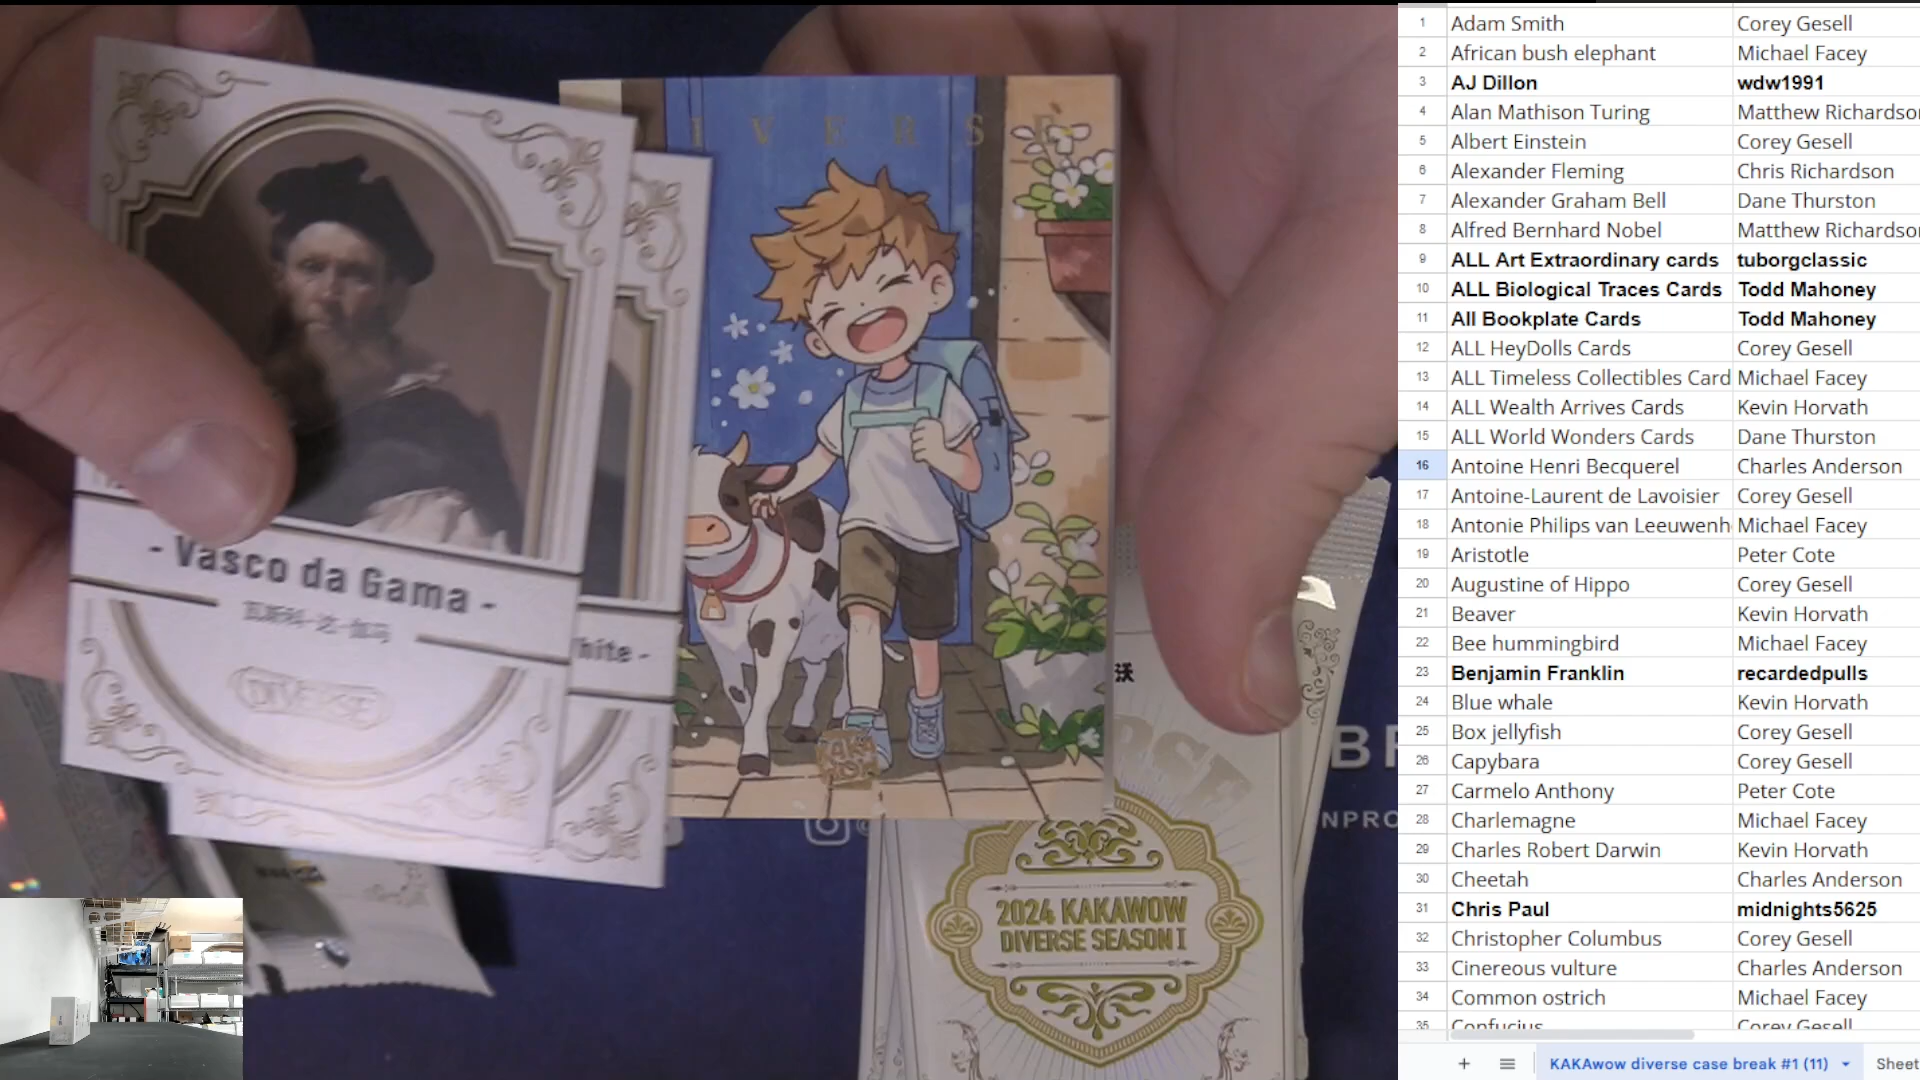 DIVERSE
- Vasco da Gama -
瓦斯科·达·伽马
DIVERSE
hite -
沃
KAKA
WOW
2024 KAKAWOW
DIVERSE SEASON I
NPRO
1 Adam Smith Corey Gesell
2 African bush elephant Michael Facey
3 AJ Dillon wdw1991
4 Alan Mathison Turing Matthew Richardso
5 Albert Einstein Corey Gesell
6 Alexander Fleming Chris Richardson
7 Alexander Graham Bell Dane Thurston
8 Alfred Bernhard Nobel Matthew Richardso
9 ALL Art Extraordinary cards tuborgclassic
10 ALL Biological Traces Cards Todd Mahoney
11 All Bookplate Cards Todd Mahoney
12 ALL HeyDolls Cards Corey Gesell
13 ALL Timeless Collectibles Card Michael Facey
14 ALL Wealth Arrives Cards Kevin Horvath
15 ALL World Wonders Cards Dane Thurston
16 Antoine Henri Becquerel Charles Anderson
17 Antoine-Laurent de Lavoisier Corey Gesell
18 Antonie Philips van Leeuwenh Michael Facey
19 Aristotle Peter Cote
20 Augustine of Hippo Corey Gesell
21 Beaver Kevin Horvath
22 Bee hummingbird Michael Facey
23 Benjamin Franklin recardedpulls
24 Blue whale Kevin Horvath
25 Box jellyfish Corey Gesell
26 Capybara Corey Gesell
27 Carmelo Anthony Peter Cote
28 Charlemagne Michael Facey
29 Charles Robert Darwin Kevin Horvath
30 Cheetah Charles Anderson
31 Chris Paul midnights5625
32 Christopher Columbus Corey Gesell
33 Cinereous vulture Charles Anderson
34 Common ostrich Michael Facey
35 Confucius Corey Gesell
KAKAwow diverse case break #1 (11) Sheet